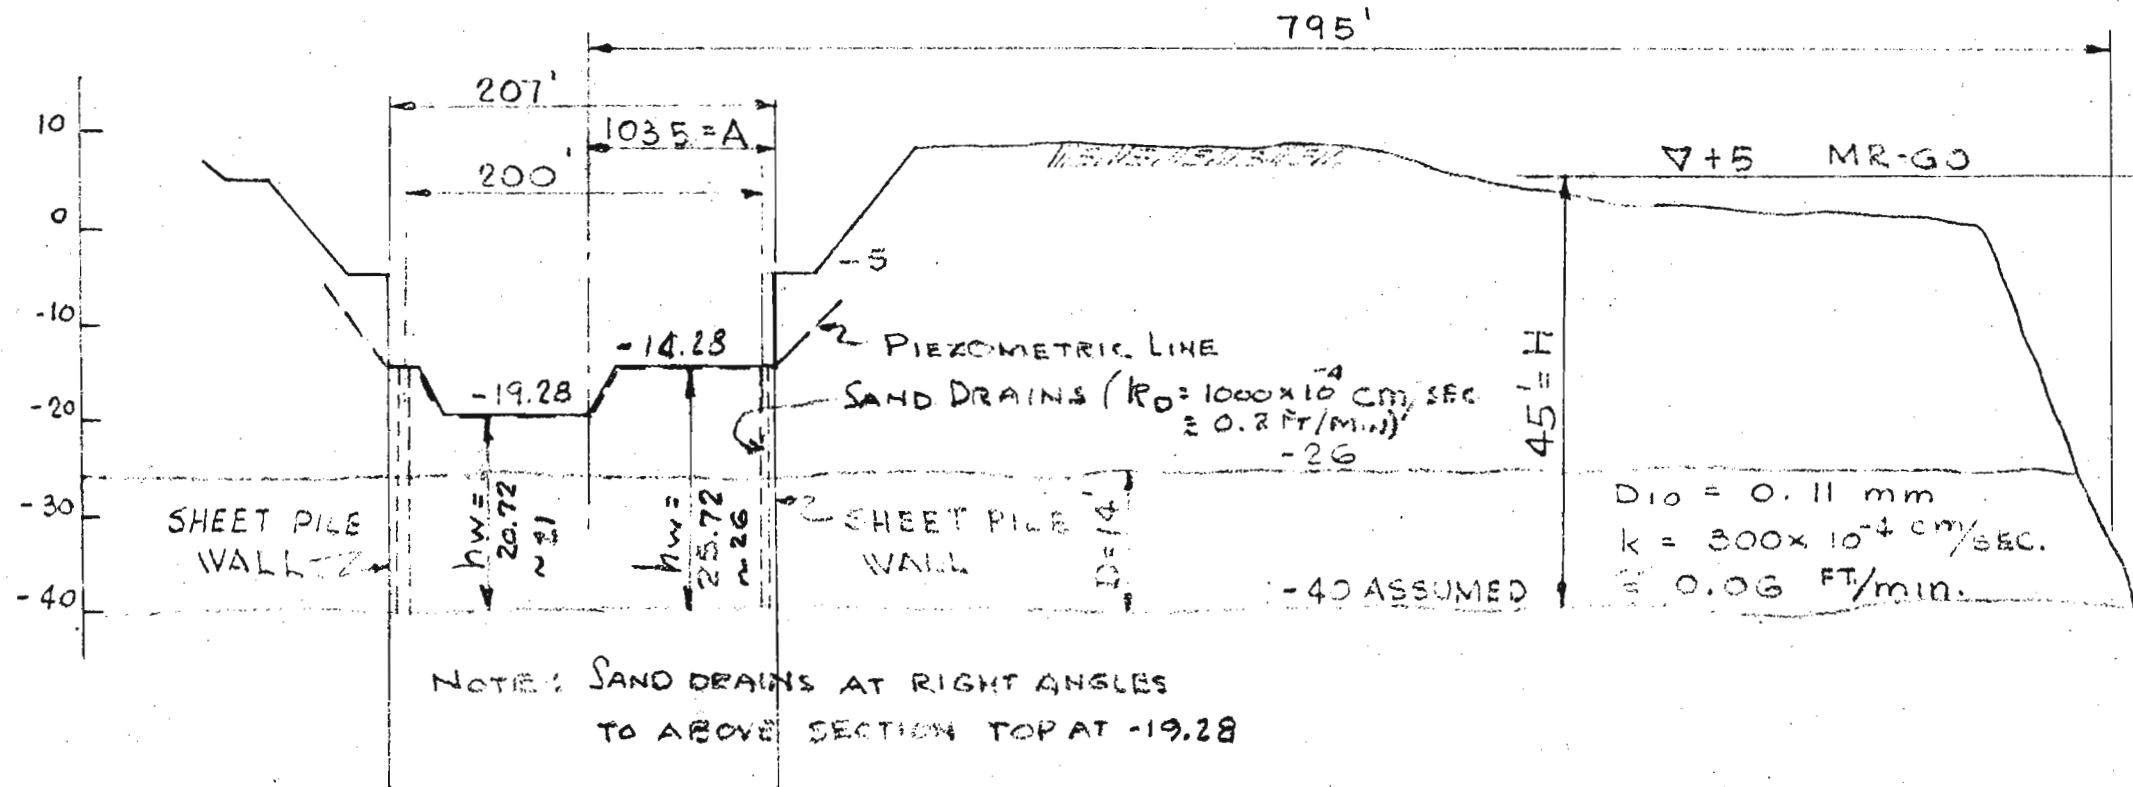 795'
207'
103.5 = A
200'
10
0
-10
-20
-30
-40
▽+5 MR-GO
-5
-14.28
-19.28
PIEZOMETRIC LINE
SAND DRAINS (k_D = 1000 x 10^-4 cm/SEC
≅ 0.2 FT/MIN)
-26
45' = H
hw =
20.72
~21
hw =
25.72
~26
SHEET PILE
WALL
SHEET PILE
WALL
D=14'
D10 = 0.11 mm
k = 300 x 10^-4 cm/SEC.
≅ 0.06 FT/min.
-40 ASSUMED
NOTE: SAND DRAINS AT RIGHT ANGLES
TO ABOVE SECTION TOP AT -19.28